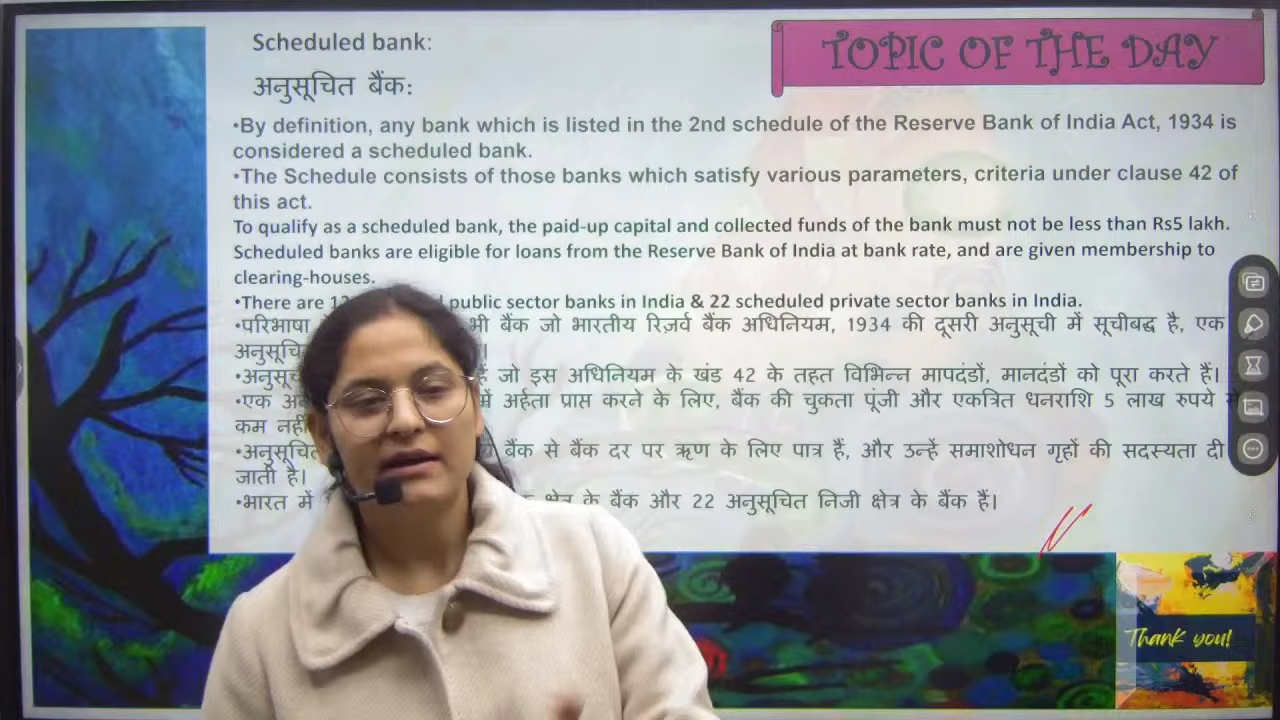 Scheduled bank:
TOPIC OF THE DAY
अनुसूचित बैंक:
•By definition, any bank which is listed in the 2nd schedule of the Reserve Bank of India Act, 1934 is
considered a scheduled bank.
•The Schedule consists of those banks which satisfy various parameters, criteria under clause 42 of
this act.
To qualify as a scheduled bank, the paid-up capital and collected funds of the bank must not be less than Rs5 lakh.
Scheduled banks are eligible for loans from the Reserve Bank of India at bank rate, and are given membership to
clearing-houses.
•There are public sector banks in India & 22 scheduled private sector banks in India.
•परिभाषा बैंक जो भारतीय रिज़र्व बैंक अधिनियम, 1934 की दूसरी अनुसूची में सूचीबद्ध है, एक
•जो इस अधिनियम के खंड 42 के तहत विभिन्न मापदंडों, मानदंडों को पूरा करते हैं।
•एक में अर्हता प्राप्त करने के लिए, बैंक की चुकता पूंजी और एकत्रित धनराशि 5 लाख रुपये
कम नहीं
•बैंक से बैंक दर पर ऋण के लिए पात्र हैं, और उन्हें समाशोधन गृहों की सदस्यता दी
जाती है।
•भारत में के बैंक और 22 अनुसूचित निजी क्षेत्र के बैंक हैं।
Thank you!